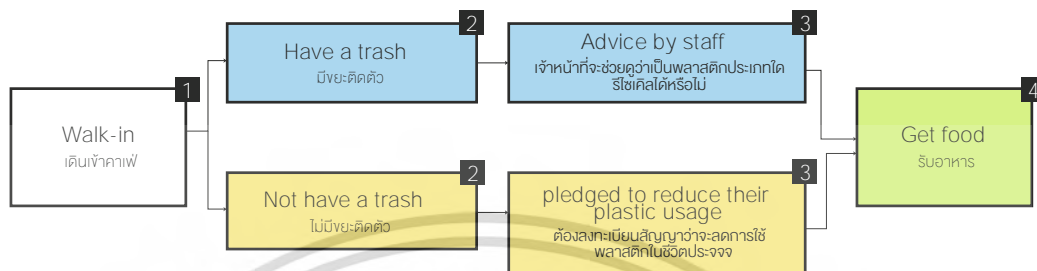 1
Walk-in
เดินเข้าคาเฟ่
2
Have a trash
มีขยะติดตัว
3
Advice by staff
เจ้าหน้าที่จะช่วยดูว่าเป็นพลาสติกประเภทใด
รีไซเคิลได้หรือไม่
2
Not have a trash
ไม่มีขยะติดตัว
3
pledged to reduce their
plastic usage
ต้องลงทะเบียนสัญญาว่าจะลดการใช้
พลาสติกในชีวิตประจจจ
4
Get food
รับอาหาร